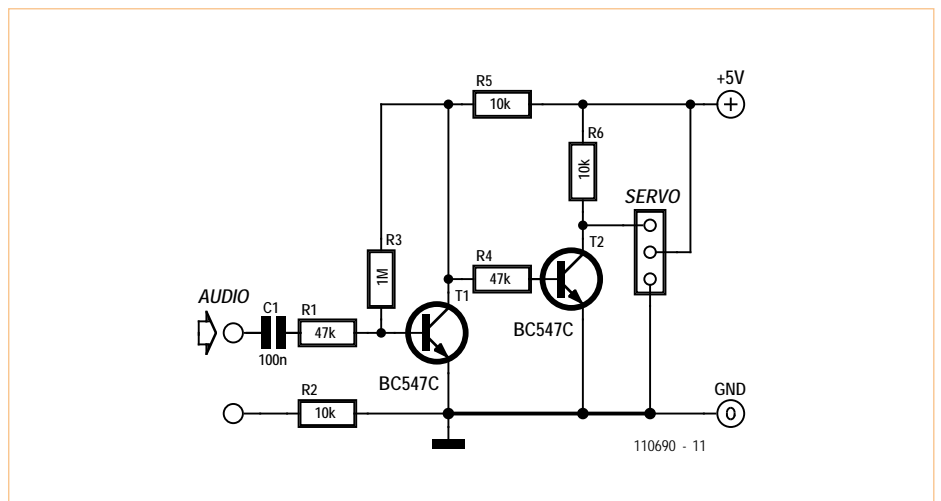 +5V
R5
10k
R6
10k
SERVO
R3
1M
T2
R4
47k
T1
AUDIO
C1
100n
R1
47k
BC547C
BC547C
R2
10k
GND
110690 - 11